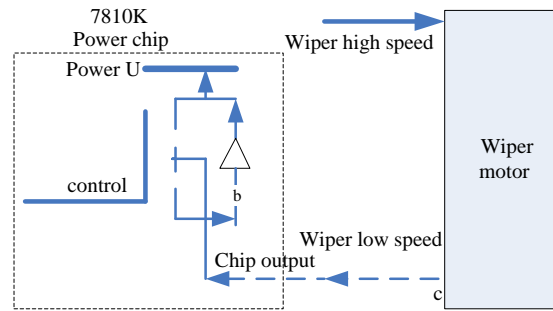 7810K
Power chip
Power U
control
b
Chip output
Wiper high speed
Wiper low speed
c
Wiper
motor